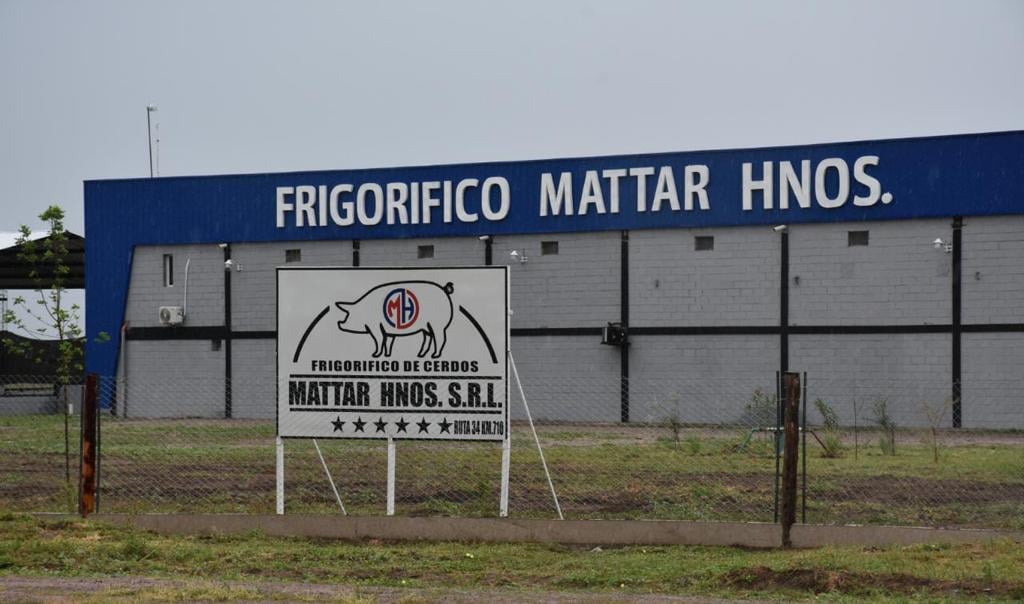 FRIGORIFICO MATTAR HNOS.
MH
FRIGORIFICO DE CERDOS
MATTAR HNOS. S.R.L.
★★★★★★ RUTA 34 KM.710